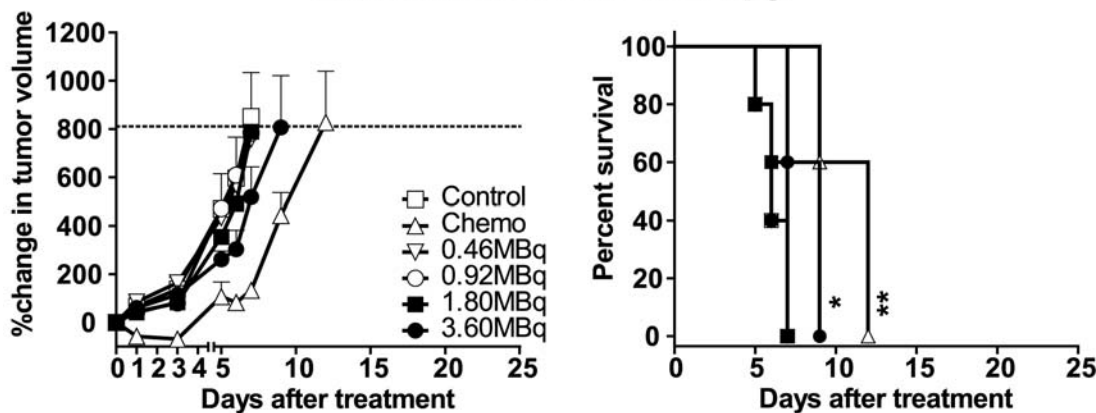 %change in tumor volume
1200
1000
800
600
400
200
0
0 1 2 3 4 5 10 15 20 25
Days after treatment
Control
Chemo
0.46MBq
0.92MBq
1.80MBq
3.60MBq
Percent survival
100
80
60
40
20
0
0 5 10 15 20 25
Days after treatment
*
**